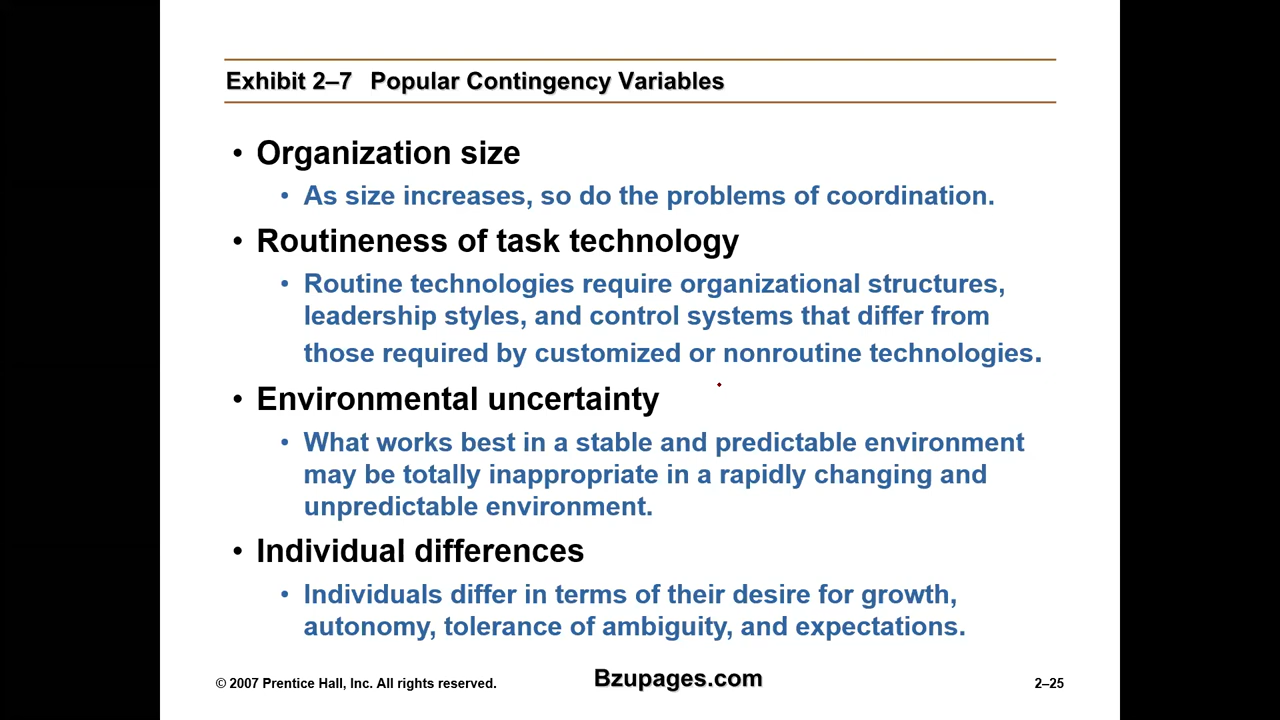 Exhibit 2–7 Popular Contingency Variables
• Organization size
• As size increases, so do the problems of coordination.
• Routineness of task technology
• Routine technologies require organizational structures,
leadership styles, and control systems that differ from
those required by customized or nonroutine technologies.
• Environmental uncertainty
• What works best in a stable and predictable environment
may be totally inappropriate in a rapidly changing and
unpredictable environment.
• Individual differences
• Individuals differ in terms of their desire for growth,
autonomy, tolerance of ambiguity, and expectations.
© 2007 Prentice Hall, Inc. All rights reserved.
Bzupages.com
2–25